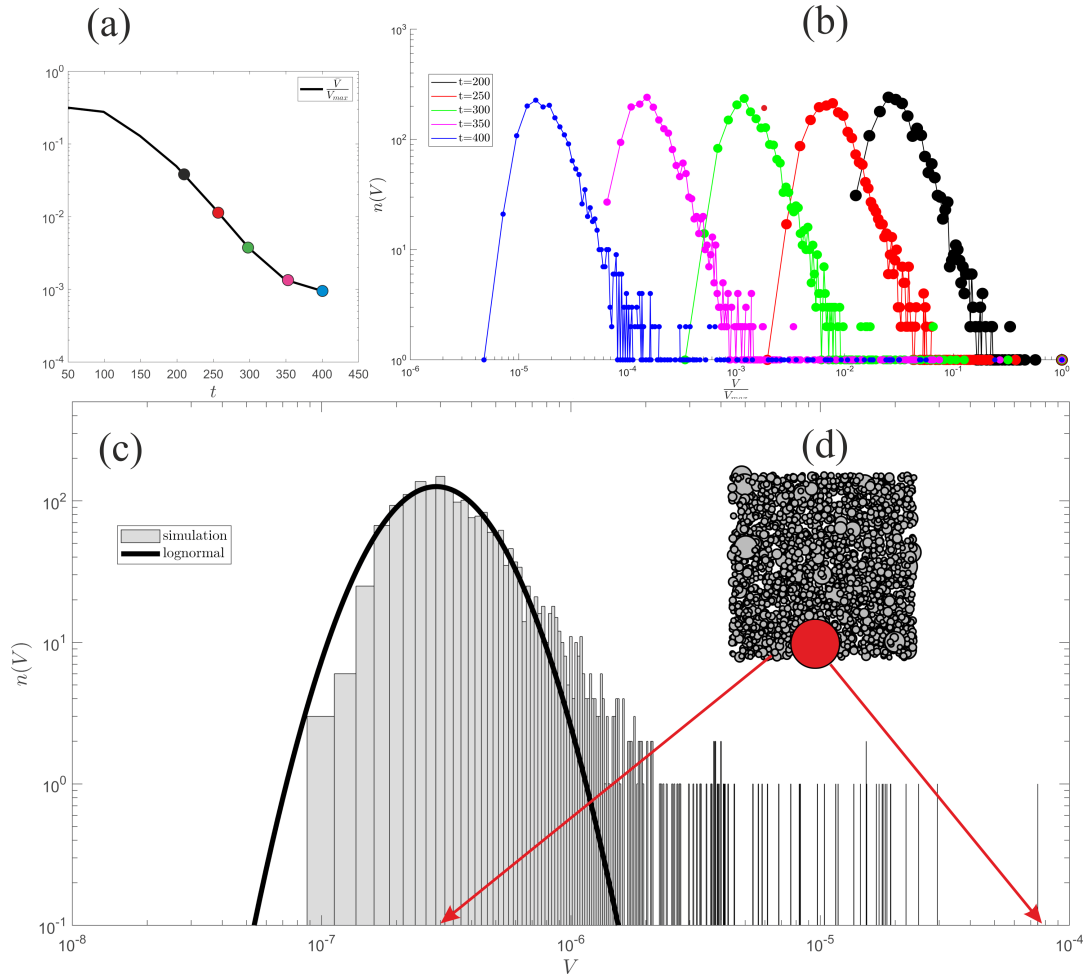 (a)
10^0
10^-1
10^-2
10^-3
10^-4
50 100 150 200 250 300 350 400 450
t
V̄
V_max
(b)
10^3
10^2
10^1
10^0
n(V)
t=200
t=250
t=300
t=350
t=400
10^-6 10^-5 10^-4 10^-3 10^-2 10^-1 10^0
V
V_max
(c)
10^2
10^1
10^0
10^-1
n(V)
simulation
lognormal
(d)
10^-8 10^-7 10^-6 10^-5 10^-4
V